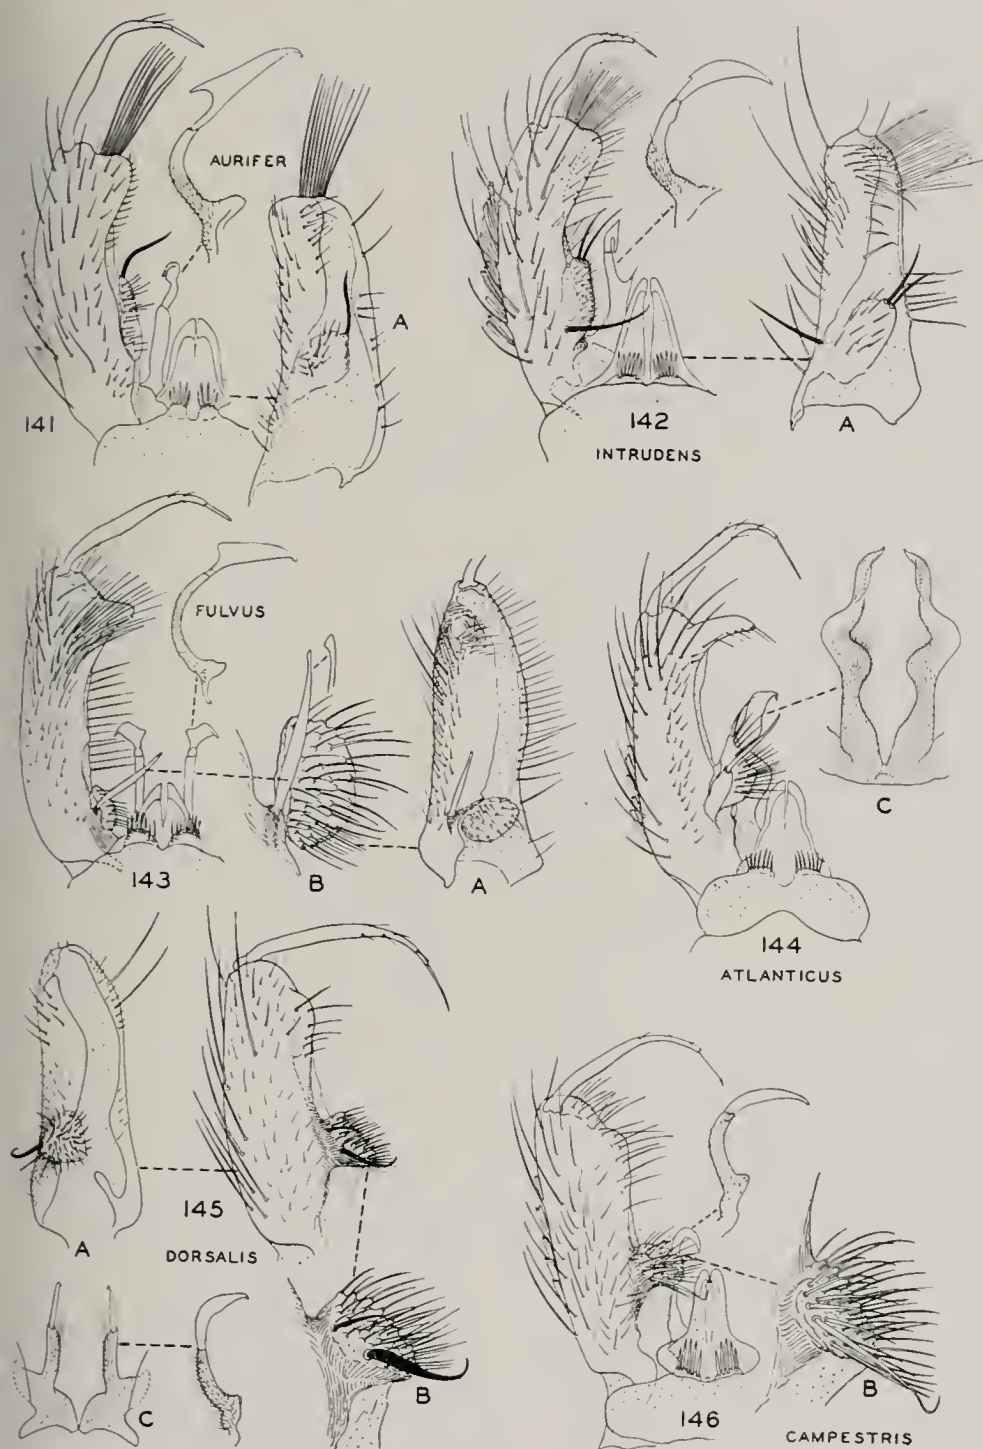 AURIFER
A
141
142
A
INTRUDENS
FULVUS
143
B
A
C
144
ATLANTICUS
145
A
DORSALIS
C
B
146
B
CAMPESTRIS